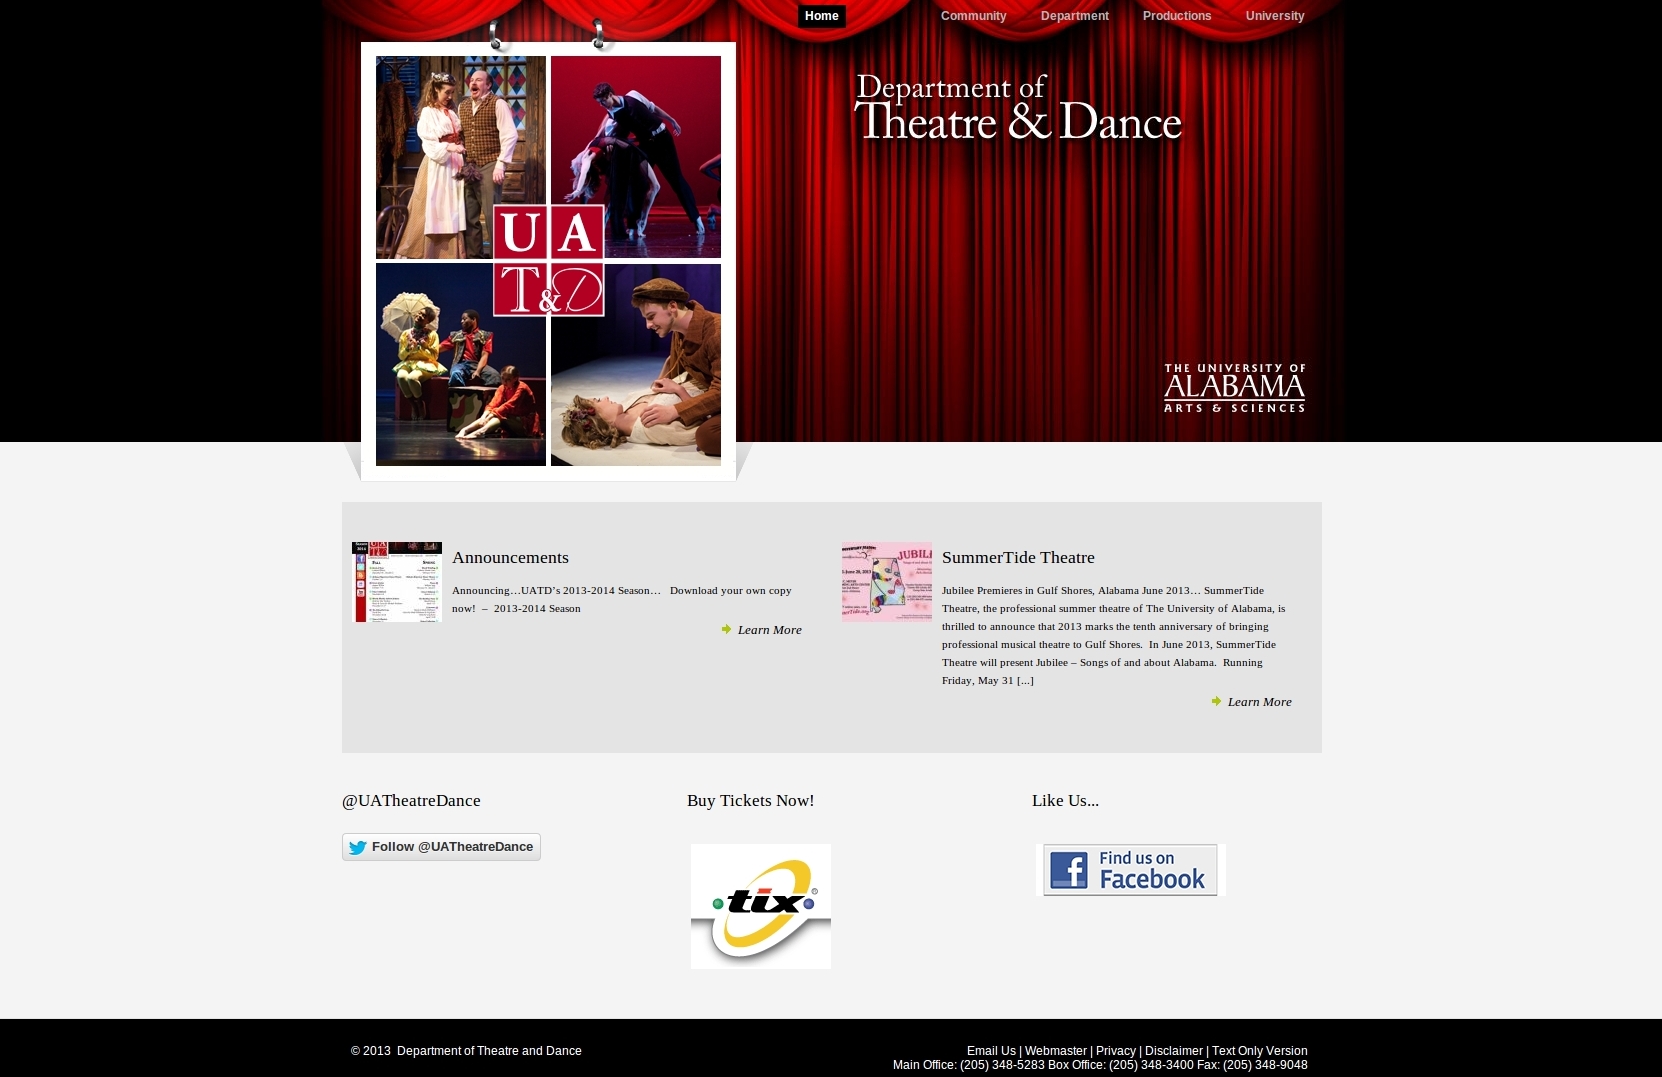 Home Community Department Productions University
Department of
Theatre & Dance
U A
T & D
THE UNIVERSITY OF
ALABAMA
ARTS & SCIENCES
Announcements
Announcing…UATD’s 2013-2014 Season…   Download your own copy
now!  –  2013-2014 Season
Learn More
SummerTide Theatre
JUBIL
Jubilee Premieres in Gulf Shores, Alabama June 2013… SummerTide
Theatre, the professional summer theatre of The University of Alabama, is
thrilled to announce that 2013 marks the tenth anniversary of bringing
professional musical theatre to Gulf Shores.  In June 2013, SummerTide
Theatre will present Jubilee – Songs of and about Alabama.  Running
Friday, May 31 [...]
Learn More
@UATheatreDance
Follow @UATheatreDance
Buy Tickets Now!
tix®
Like Us...
Find us on
Facebook
© 2013  Department of Theatre and Dance
Email Us | Webmaster | Privacy | Disclaimer | Text Only Version
Main Office: (205) 348-5283 Box Office: (205) 348-3400 Fax: (205) 348-9048